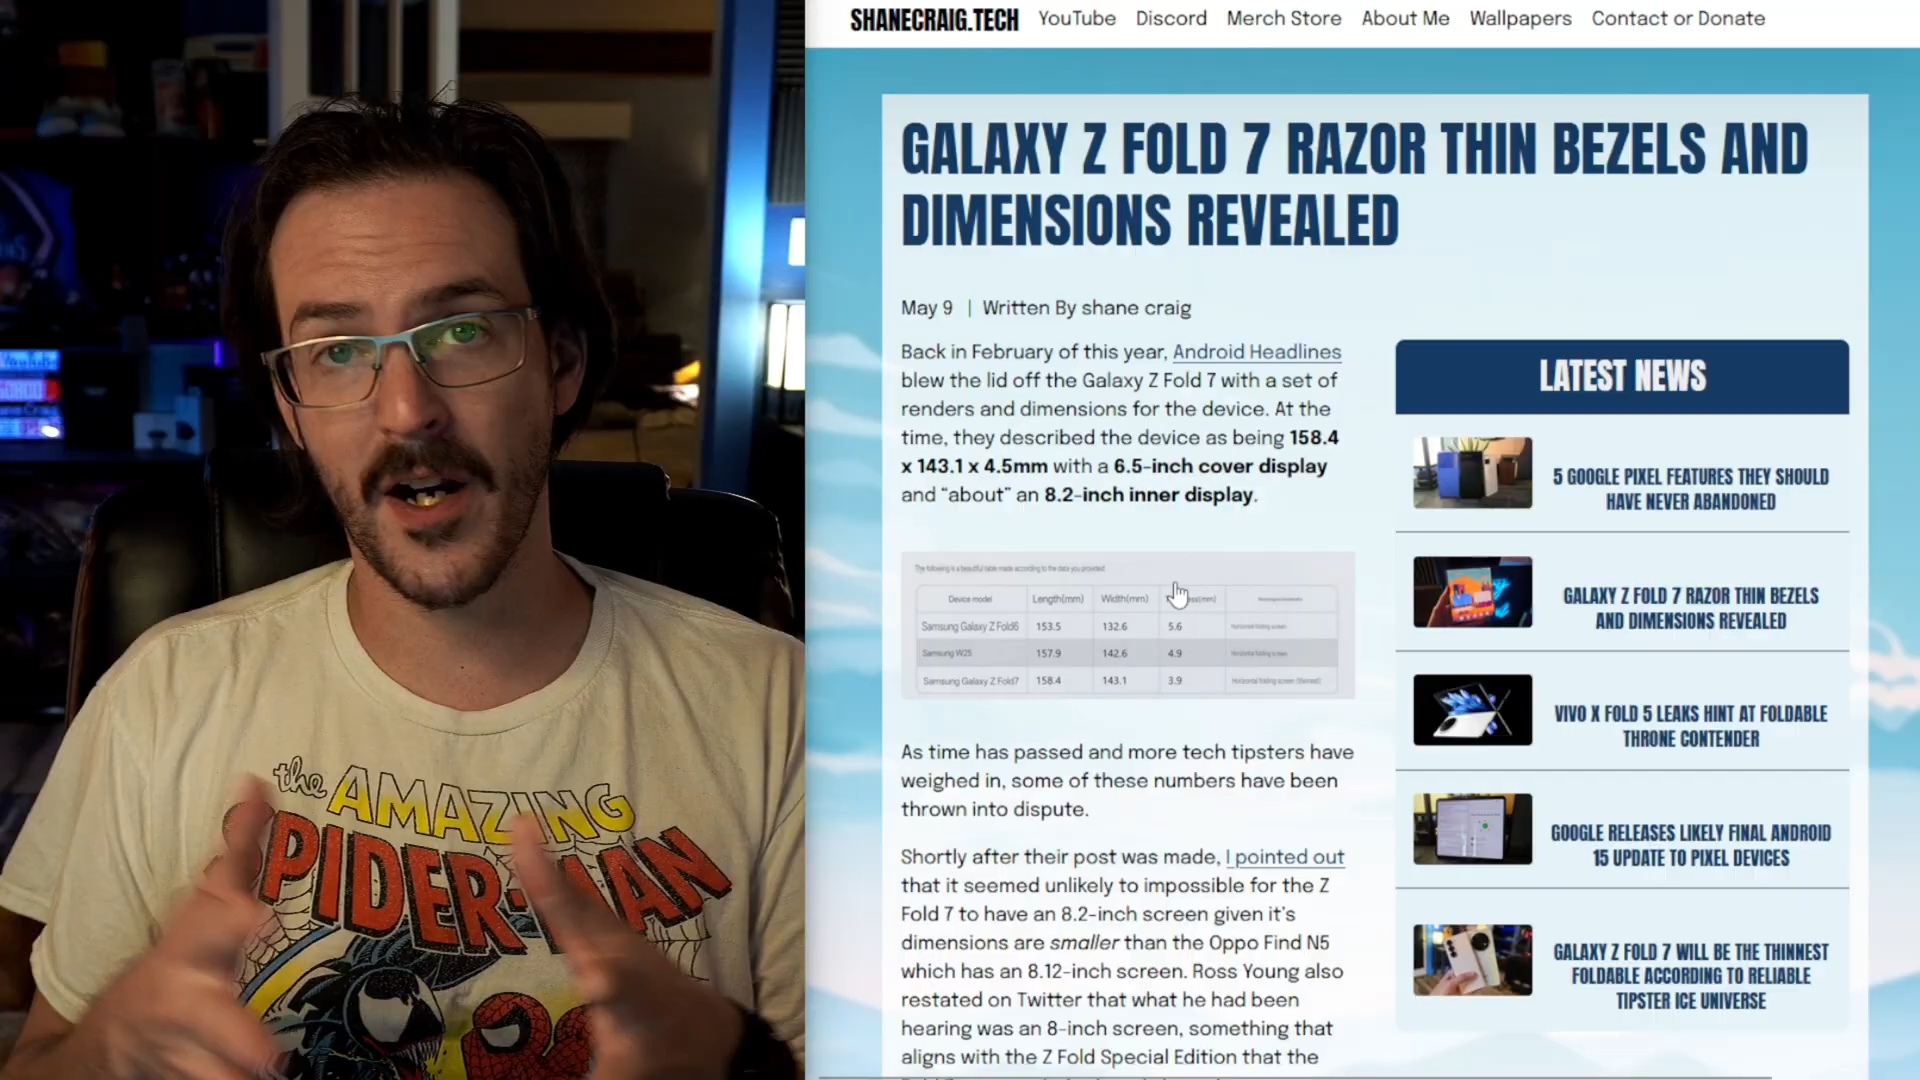 SHANECRAIG.TECH YouTube Discord Merch Store About Me Wallpapers Contact or Donate
GALAXY Z FOLD 7 RAZOR THIN BEZELS AND
DIMENSIONS REVEALED
May 9 | Written By shane craig
Back in February of this year, Android Headlines
blew the lid off the Galaxy Z Fold 7 with a set of
renders and dimensions for the device. At the
time, they described the device as being 158.4
x 143.1 x 4.5mm with a 6.5-inch cover display
and “about” an 8.2-inch inner display.
The following is a beautiful table made according to the data you provided
Device model Length(mm) Width(mm)
Samsung Galaxy Z Fold6 153.5 132.6 5.6 Horizontal folding screen
Samsung W25 157.9 142.6 4.9 Horizontal folding screen
Samsung Galaxy Z Fold7 158.4 143.1 3.9 Horizontal folding screen
As time has passed and more tech tipsters have
weighed in, some of these numbers have been
thrown into dispute.
Shortly after their post was made, I pointed out
that it seemed unlikely to impossible for the Z
Fold 7 to have an 8.2-inch screen given it’s
dimensions are smaller than the Oppo Find N5
which has an 8.12-inch screen. Ross Young also
restated on Twitter that what he had been
hearing was an 8-inch screen, something that
aligns with the Z Fold Special Edition that the
LATEST NEWS
5 GOOGLE PIXEL FEATURES THEY SHOULD
HAVE NEVER ABANDONED
GALAXY Z FOLD 7 RAZOR THIN BEZELS
AND DIMENSIONS REVEALED
VIVO X FOLD 5 LEAKS HINT AT FOLDABLE
THRONE CONTENDER
GOOGLE RELEASES LIKELY FINAL ANDROID
15 UPDATE TO PIXEL DEVICES
GALAXY Z FOLD 7 WILL BE THE THINNEST
FOLDABLE ACCORDING TO RELIABLE
TIPSTER ICE UNIVERSE
the AMAZING
SPIDER-MAN
YouTube